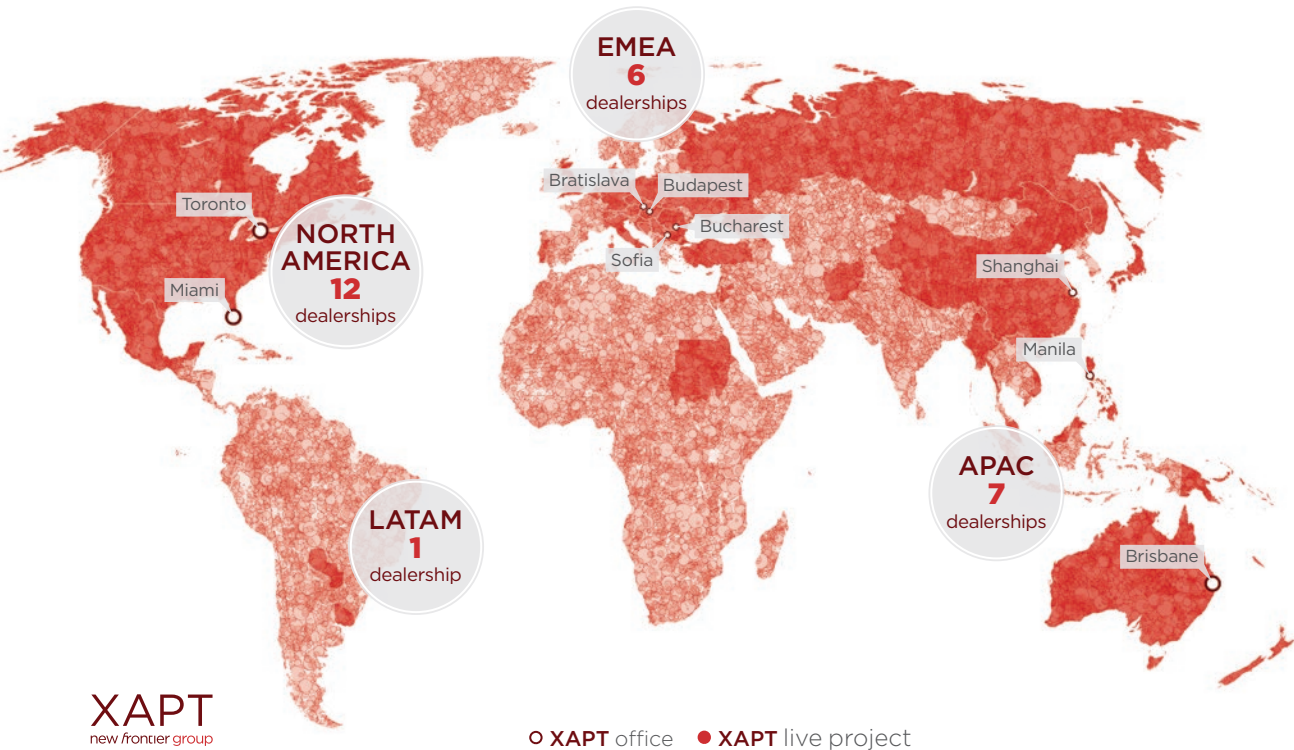 EMEA
6
dealerships
Bratislava
Budapest
Toronto
Bucharest
NORTH
AMERICA
12
dealerships
Sofia
Shanghai
Miami
Manila
APAC
7
dealerships
LATAM
1
dealership
Brisbane
XAPT
new frontier group
XAPT office
XAPT live project